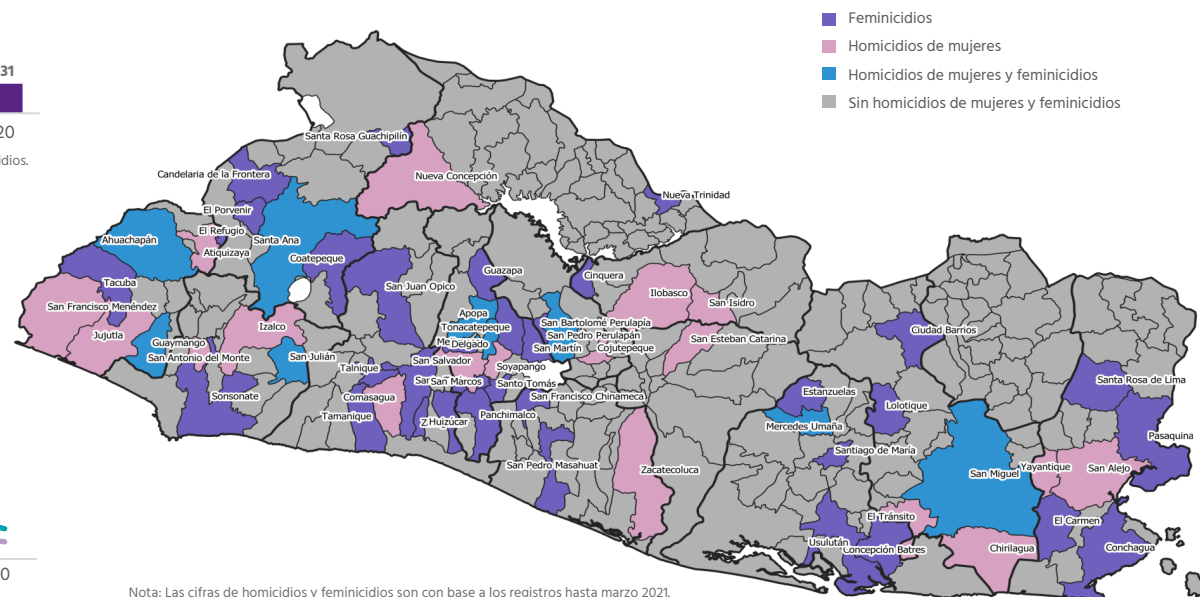 Feminicidios
Homicidios de mujeres
Homicidios de mujeres y feminicidios
Sin homicidios de mujeres y feminicidios
31
20
dios.
Santa Rosa Guachipilín
Candelaria de la Frontera
Nueva Concepción
Nueva Trinidad
El Porvenir
El Refugio
Ahuachapán
Santa Ana
Atiquizaya
Coatepeque
Guazapa
Cinquera
Tacuba
San Juan Opico
Ilobasco
San Isidro
San Francisco Menéndez
Apopa
Jujutla
Izalco
Tonacatepeque
San Bartolomé Perulapía
Ciudad Barrios
Guaymango
Me
Delgado
San Pedro Perulapán
San Martín
Cojutepeque
San Esteban Catarina
San Antonio del Monte
San Julián
San Salvador
Soyapango
Talnique
San Marcos
Santo Tomás
Santa Rosa de Lima
Sonsonate
Comasagua
San Francisco Chinameca
Estanzuelas
Lolotique
Tamanique
Z
Huizúcar
Panchimalco
Mercedes Umaña
Pasaquina
Santiago de María
San Pedro Masahuat
Zacatecoluca
San Miguel
Yayantique
San Alejo
El Tránsito
El Carmen
Usulután
Concepción Batres
Chirilagua
Conchagua
0
Nota: Las cifras de homicidios y feminicidios son con base a los registros hasta marzo 2021.